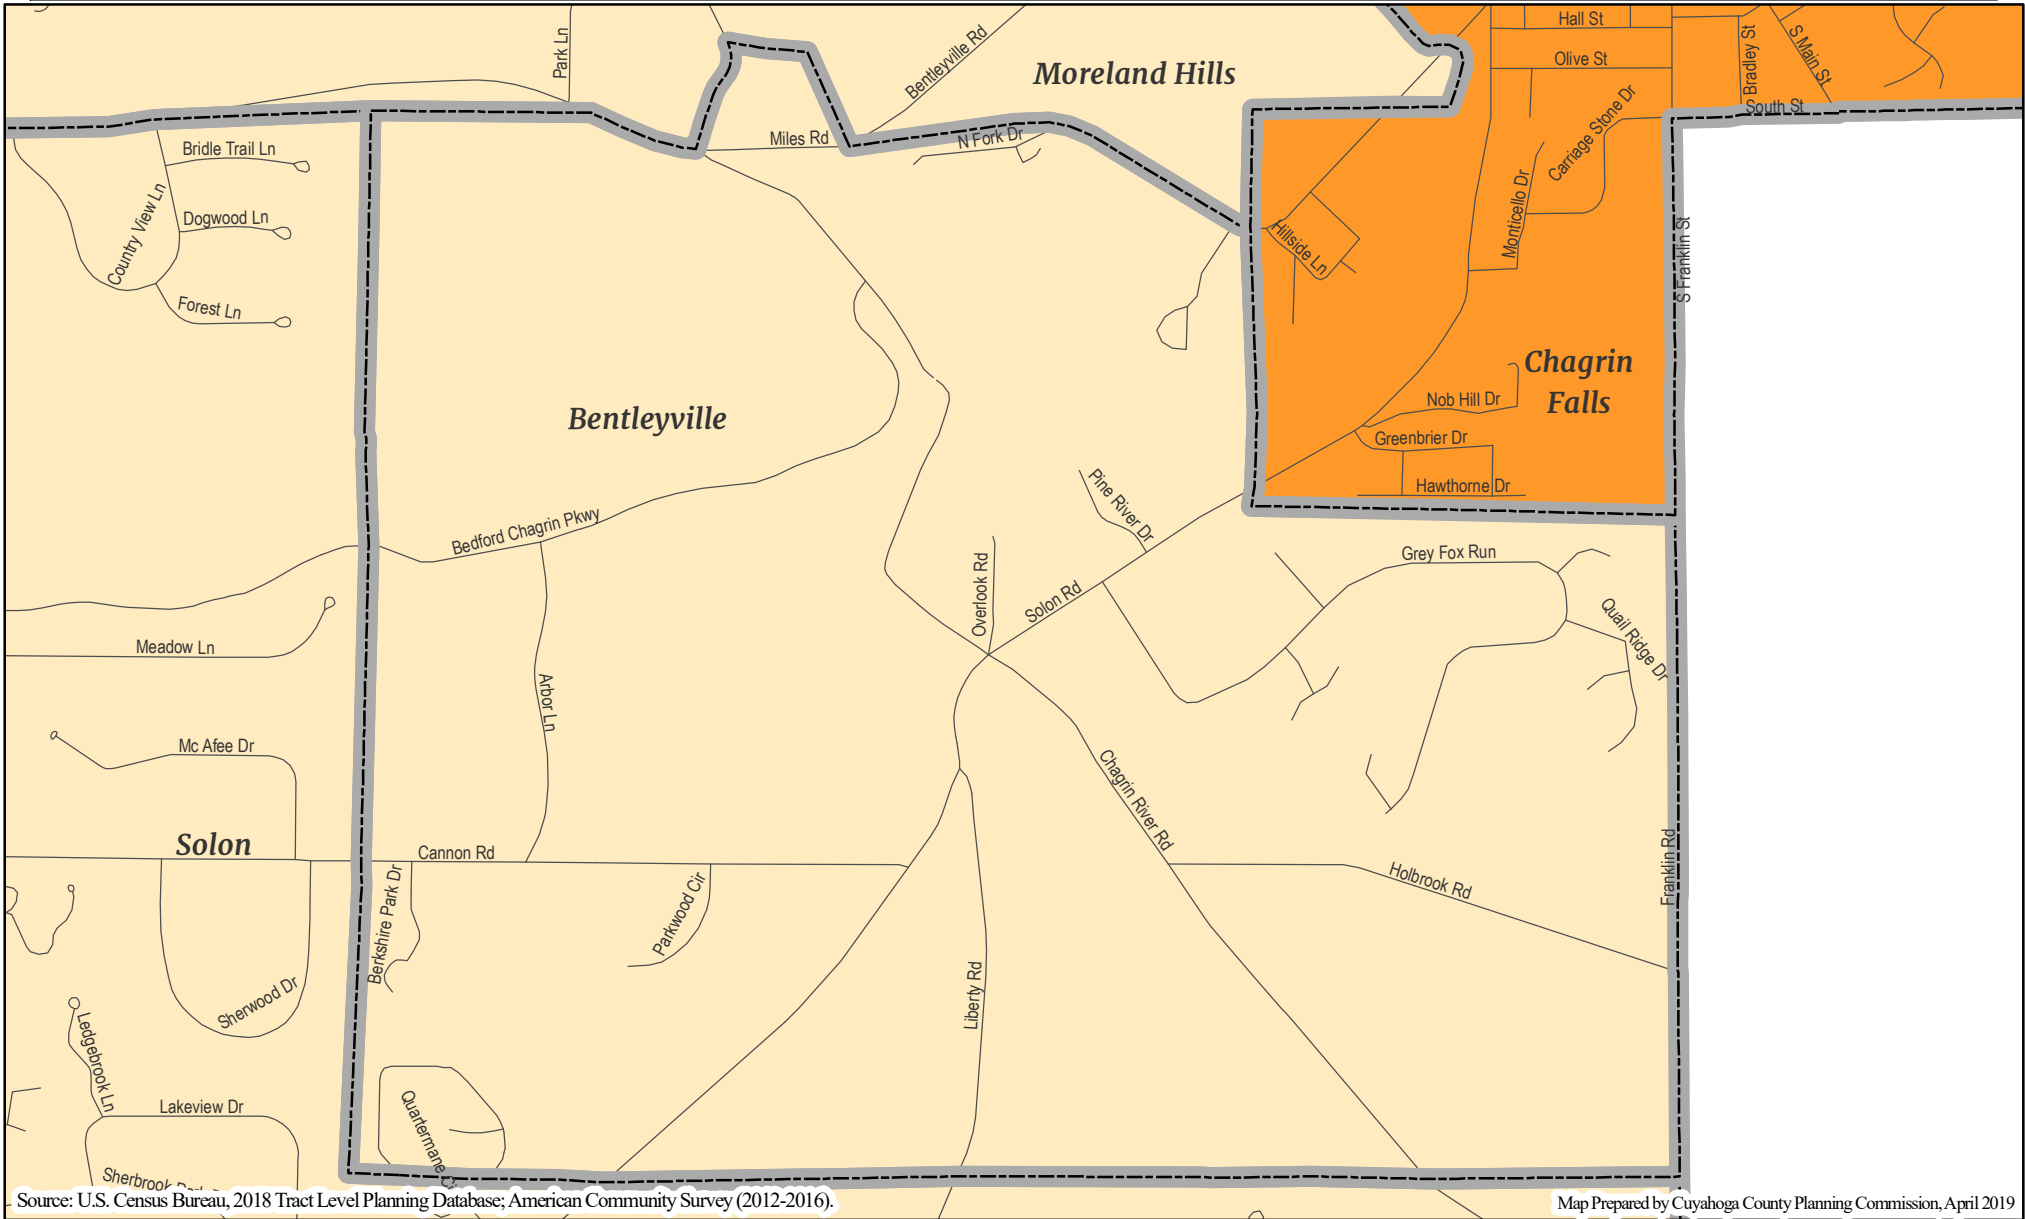 Hall St
Park Ln
Bentleyville Rd
Bradley St
S Main St
Olive St
Moreland Hills
South St
Carriage Stone Dr
Miles Rd
N Fork Dr
Bridle Trail Ln
Country View Ln
Dogwood Ln
Monticello Dr
Hillside Ln
S Franklin St
Forest Ln
Chagrin
Falls
Bentleyville
Nob Hill Dr
Greenbrier Dr
Hawthorne Dr
Pine River Dr
Bedford Chagrin Pkwy
Grey Fox Run
Overlook Rd
Solon Rd
Quail Ridge Dr
Meadow Ln
Arbor Ln
Mc Afee Dr
Chagrin River Rd
Solon
Cannon Rd
Franklin Rd
Holbrook Rd
Berkshire Park Dr
Parkwood Cir
Sherwood Dr
Liberty Rd
Ledgebrook Ln
Lakeview Dr
Quartermane Ci
Sherbrook
Source: U.S. Census Bureau, 2018 Tract Level Planning Database; American Community Survey (2012-2016).
Map Prepared by Cuyahoga County Planning Commission, April 2019